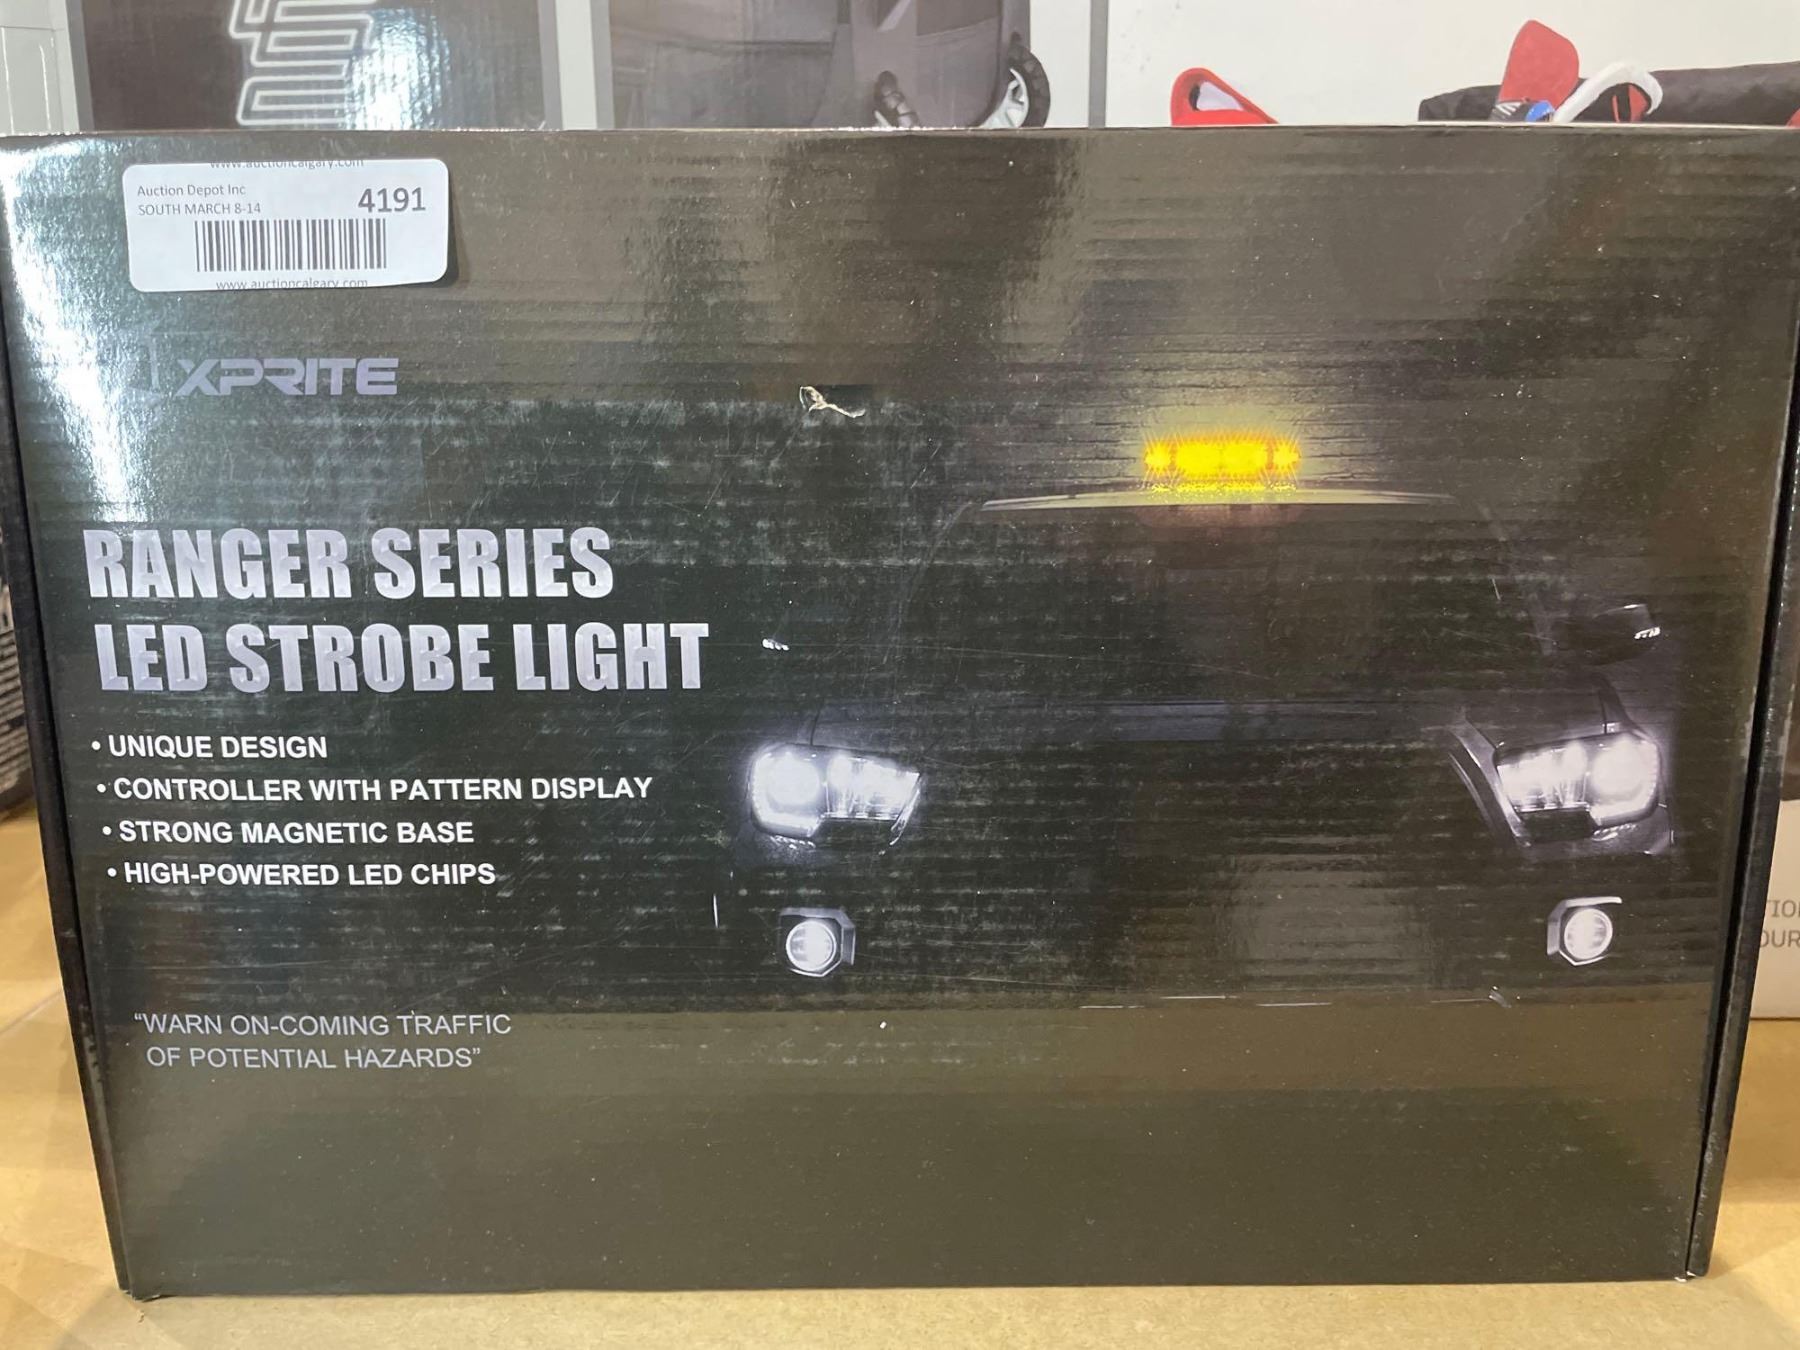 www.auctioncalgary.com
Auction Depot Inc
SOUTH MARCH 8-14
4191
www.auctioncalgary.com
XPRITE
RANGER SERIES
LED STROBE LIGHT
• UNIQUE DESIGN
• CONTROLLER WITH PATTERN DISPLAY
• STRONG MAGNETIC BASE
• HIGH-POWERED LED CHIPS
“WARN ON-COMING TRAFFIC
OF POTENTIAL HAZARDS”